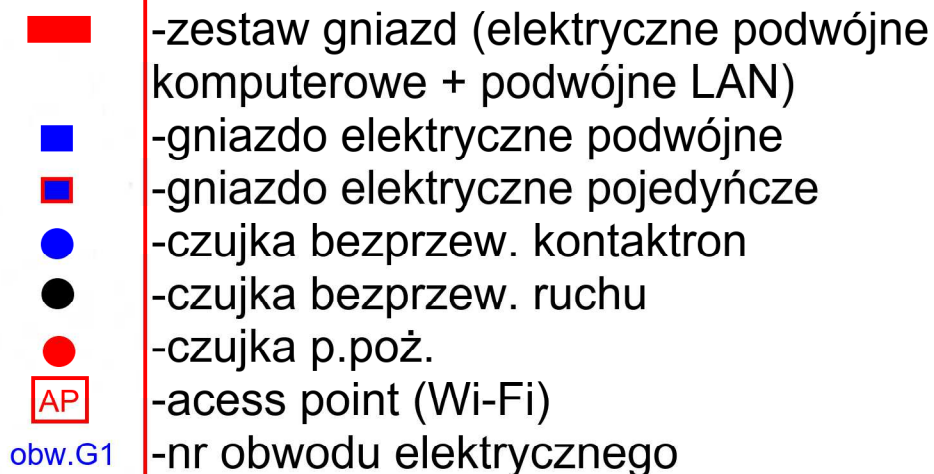 -zestaw gniazd (elektryczne podwójne
komputerowe + podwójne LAN)
-gniazdo elektryczne podwójne
-gniazdo elektryczne pojedyńcze
-czujka bezprzew. kontaktron
-czujka bezprzew. ruchu
-czujka p.poż.
AP -acess point (Wi-Fi)
obw.G1 -nr obwodu elektrycznego